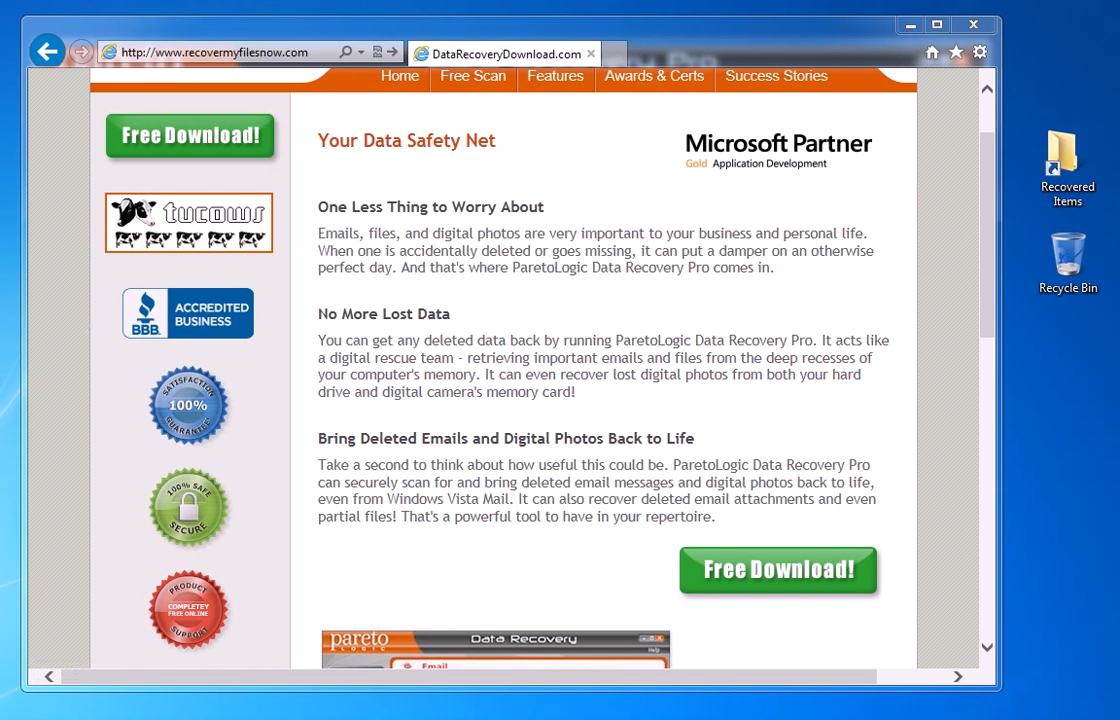 http://www.recovermyfilesnow.com
DataRecoveryDownload.com
Home
Free Scan
Features
Awards & Certs
Success Stories
Free Download!
tucows
BBB.
ACCREDITED
BUSINESS
SATISFACTION
100%
GUARANTEE
100% SAFE
SECURE
PRODUCT
COMPLETEY
FREE ONLINE
SUPPORT
Your Data Safety Net
Microsoft Partner
Gold Application Development
One Less Thing to Worry About
Emails, files, and digital photos are very important to your business and personal life.
When one is accidentally deleted or goes missing, it can put a damper on an otherwise
perfect day. And that's where ParetoLogic Data Recovery Pro comes in.
No More Lost Data
You can get any deleted data back by running ParetoLogic Data Recovery Pro. It acts like
a digital rescue team - retrieving important emails and files from the deep recesses of
your computer's memory. It can even recover lost digital photos from both your hard
drive and digital camera's memory card!
Bring Deleted Emails and Digital Photos Back to Life
Take a second to think about how useful this could be. ParetoLogic Data Recovery Pro
can securely scan for and bring deleted email messages and digital photos back to life,
even from Windows Vista Mail. It can also recover deleted email attachments and even
partial files! That's a powerful tool to have in your repertoire.
Free Download!
pareto
LOGIC
Data Recovery
Help
Email
Recovered
Items
Recycle Bin